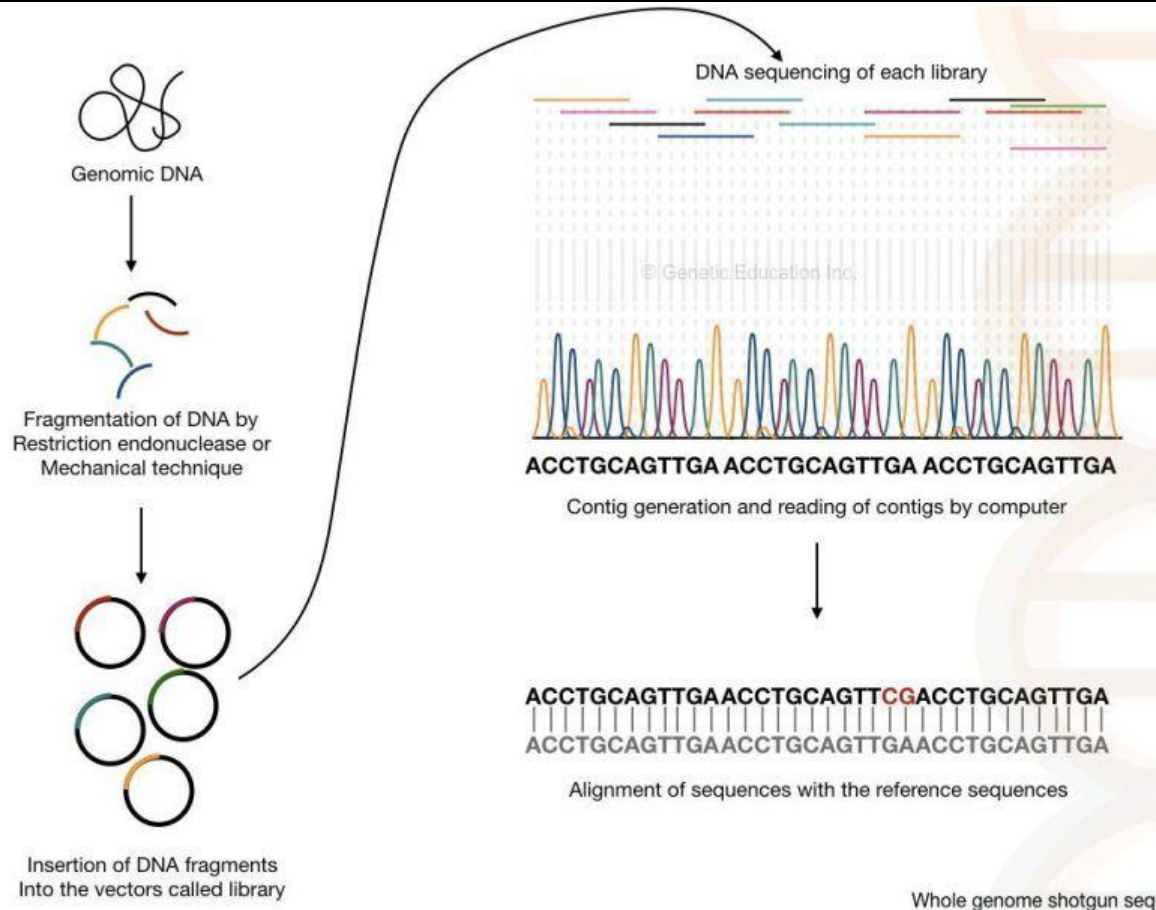 Genomic DNA
Fragmentation of DNA by
Restriction endonuclease or
Mechanical technique
Insertion of DNA fragments
Into the vectors called library
DNA sequencing of each library
© Genetic Education Inc.
ACCTGCAGTTGA ACCTGCAGTTGA ACCTGCAGTTGA
Contig generation and reading of contigs by computer
ACCTGCAGTTGAACCTGCAGTTCGACCTGCAGTTGA
ACCTGCAGTTGAACCTGCAGTTGAACCTGCAGTTGA
Alignment of sequences with the reference sequences
Whole genome shotgun seq